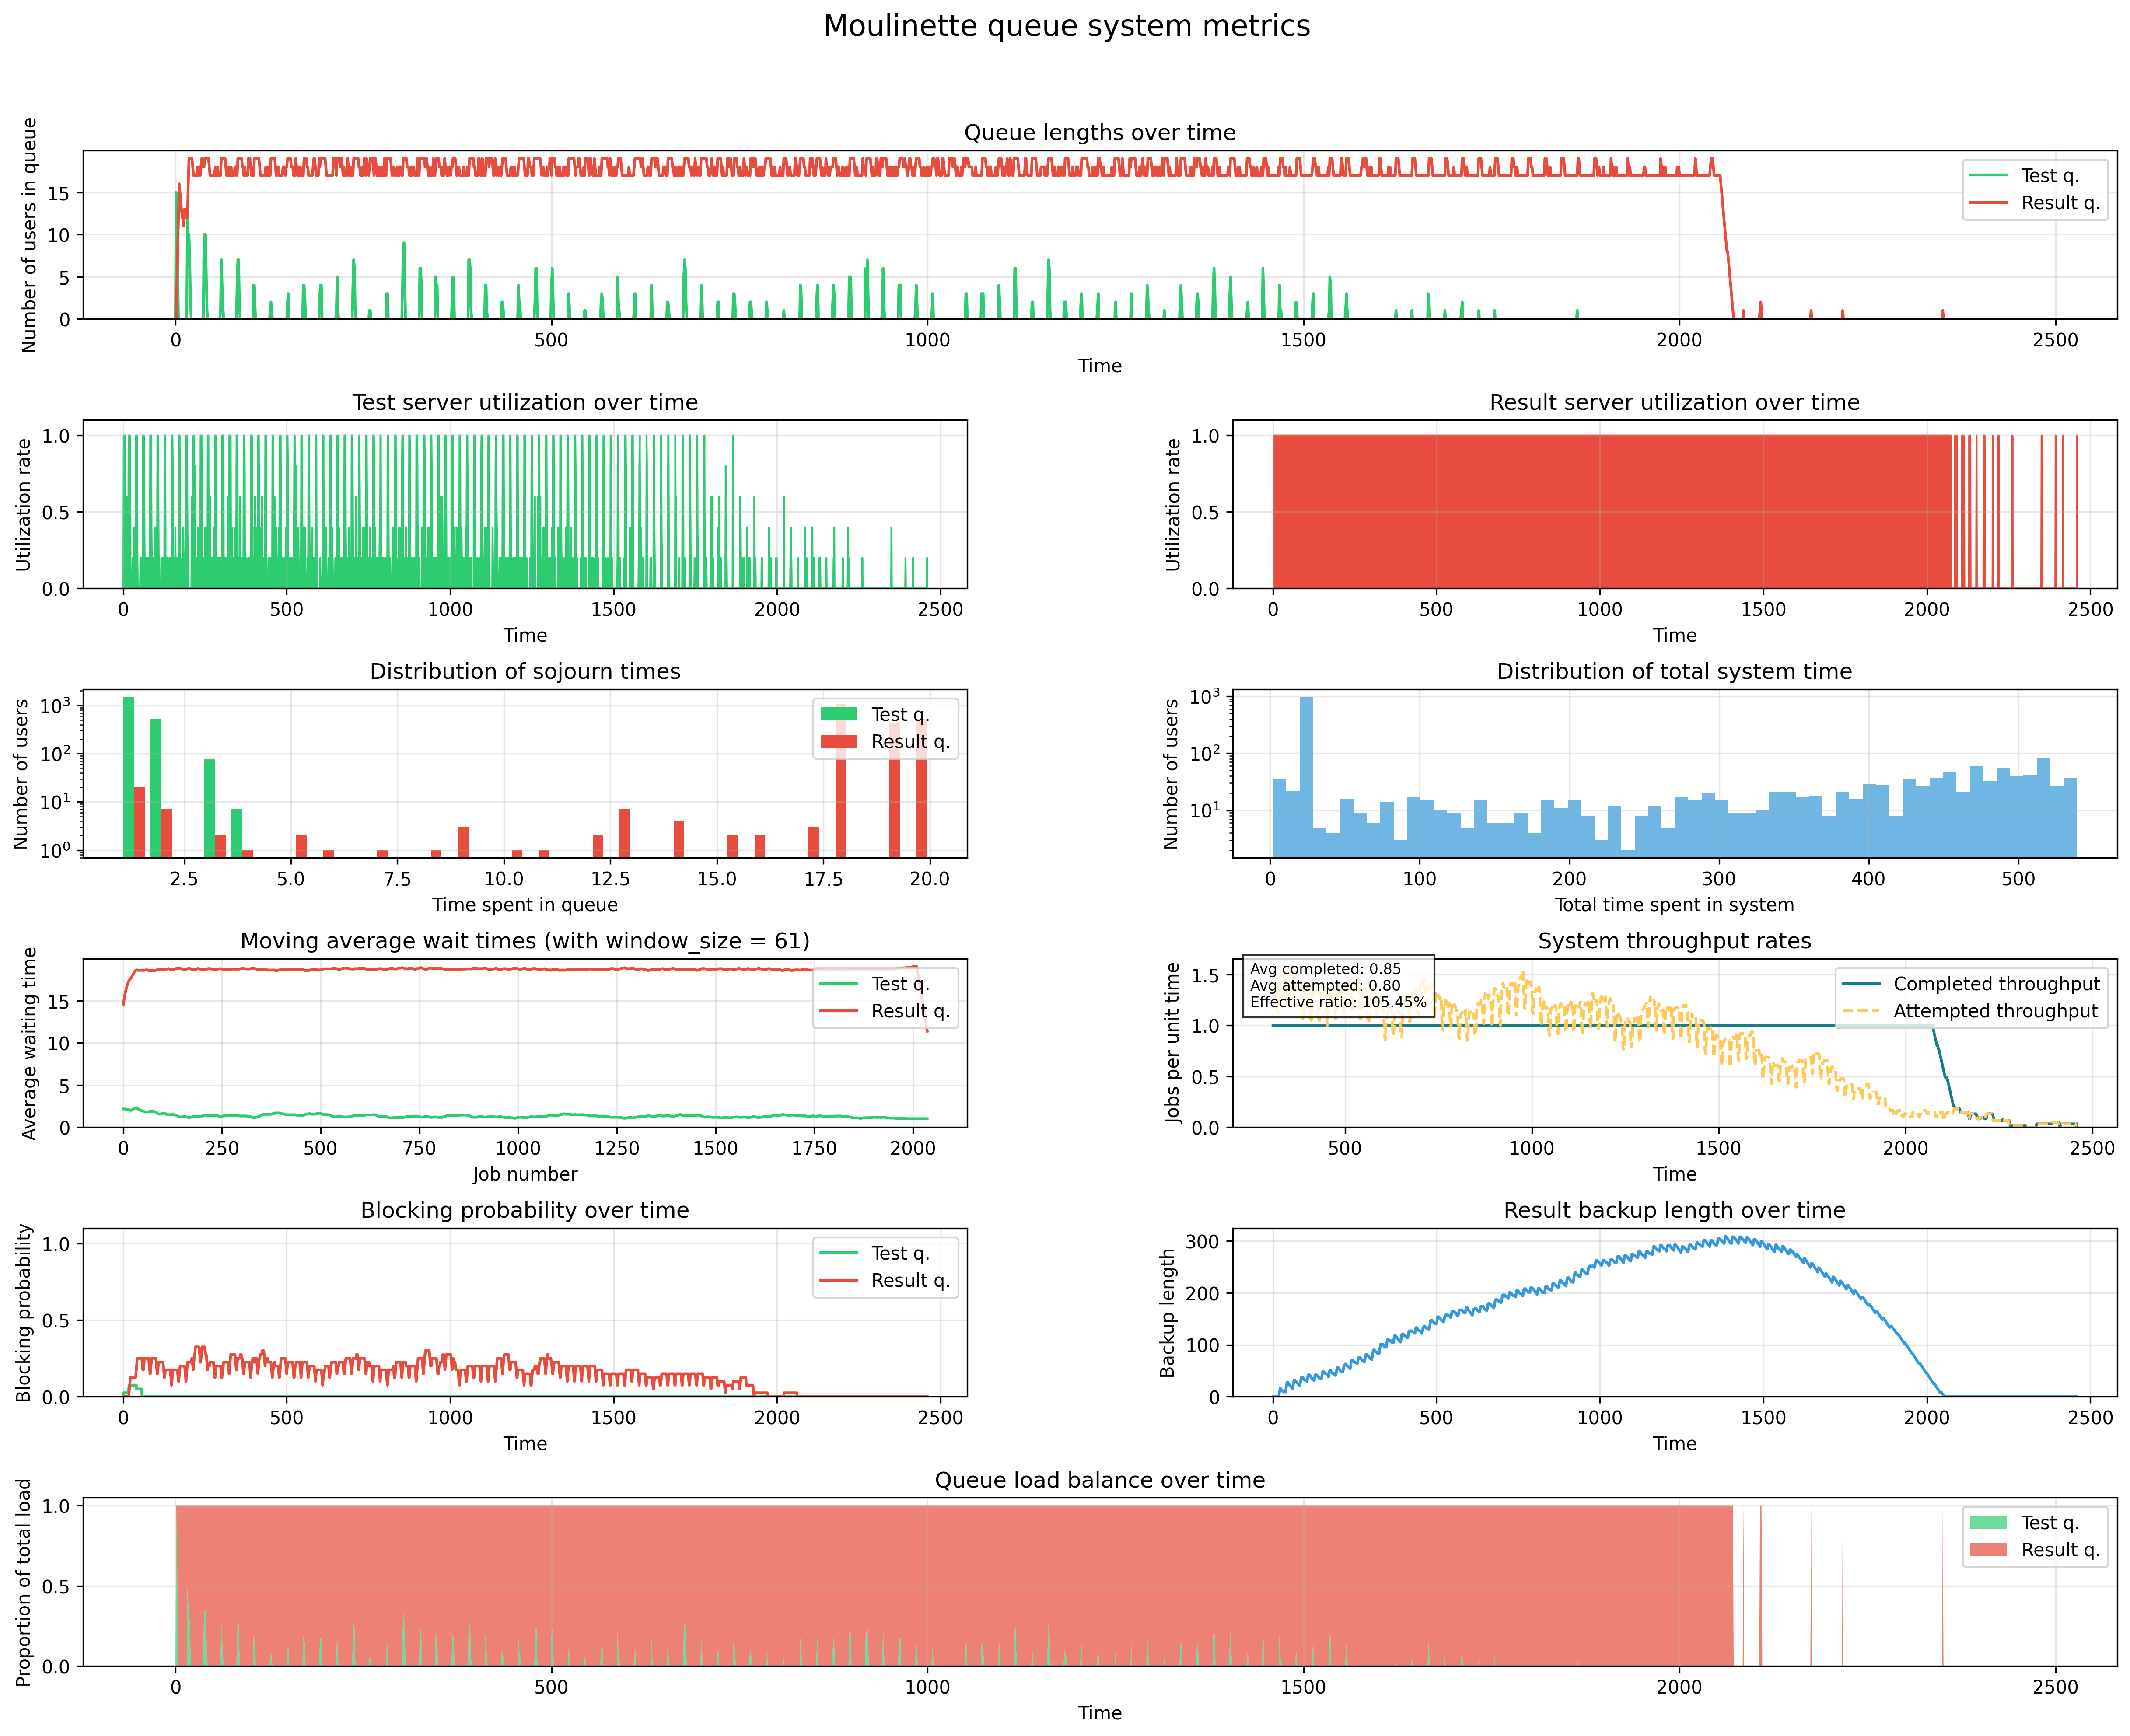 Moulinette queue system metrics
Queue lengths over time
Number of users in queue
15
10
5
0
Test q.
Result q.
0 500 1000 1500 2000 2500
Time
Test server utilization over time
Utilization rate
1.0
0.5
0.0
0 500 1000 1500 2000 2500
Time
Result server utilization over time
Utilization rate
1.0
0.5
0.0
0 500 1000 1500 2000 2500
Time
Distribution of sojourn times
Number of users
10³
10²
10¹
10⁰
Test q.
Result q.
2.5 5.0 7.5 10.0 12.5 15.0 17.5 20.0
Time spent in queue
Distribution of total system time
Number of users
10³
10²
10¹
0 100 200 300 400 500
Total time spent in system
Moving average wait times (with window_size = 61)
Average waiting time
15
10
5
0
Test q.
Result q.
0 250 500 750 1000 1250 1500 1750 2000
Job number
System throughput rates
Jobs per unit time
1.5
1.0
0.5
0.0
Avg completed: 0.85
Avg attempted: 0.80
Effective ratio: 105.45%
Completed throughput
Attempted throughput
500 1000 1500 2000 2500
Time
Blocking probability over time
Blocking probability
1.0
0.5
0.0
Test q.
Result q.
0 500 1000 1500 2000 2500
Time
Result backup length over time
Backup length
300
200
100
0
0 500 1000 1500 2000 2500
Time
Queue load balance over time
Proportion of total load
1.0
0.5
0.0
Test q.
Result q.
0 500 1000 1500 2000 2500
Time